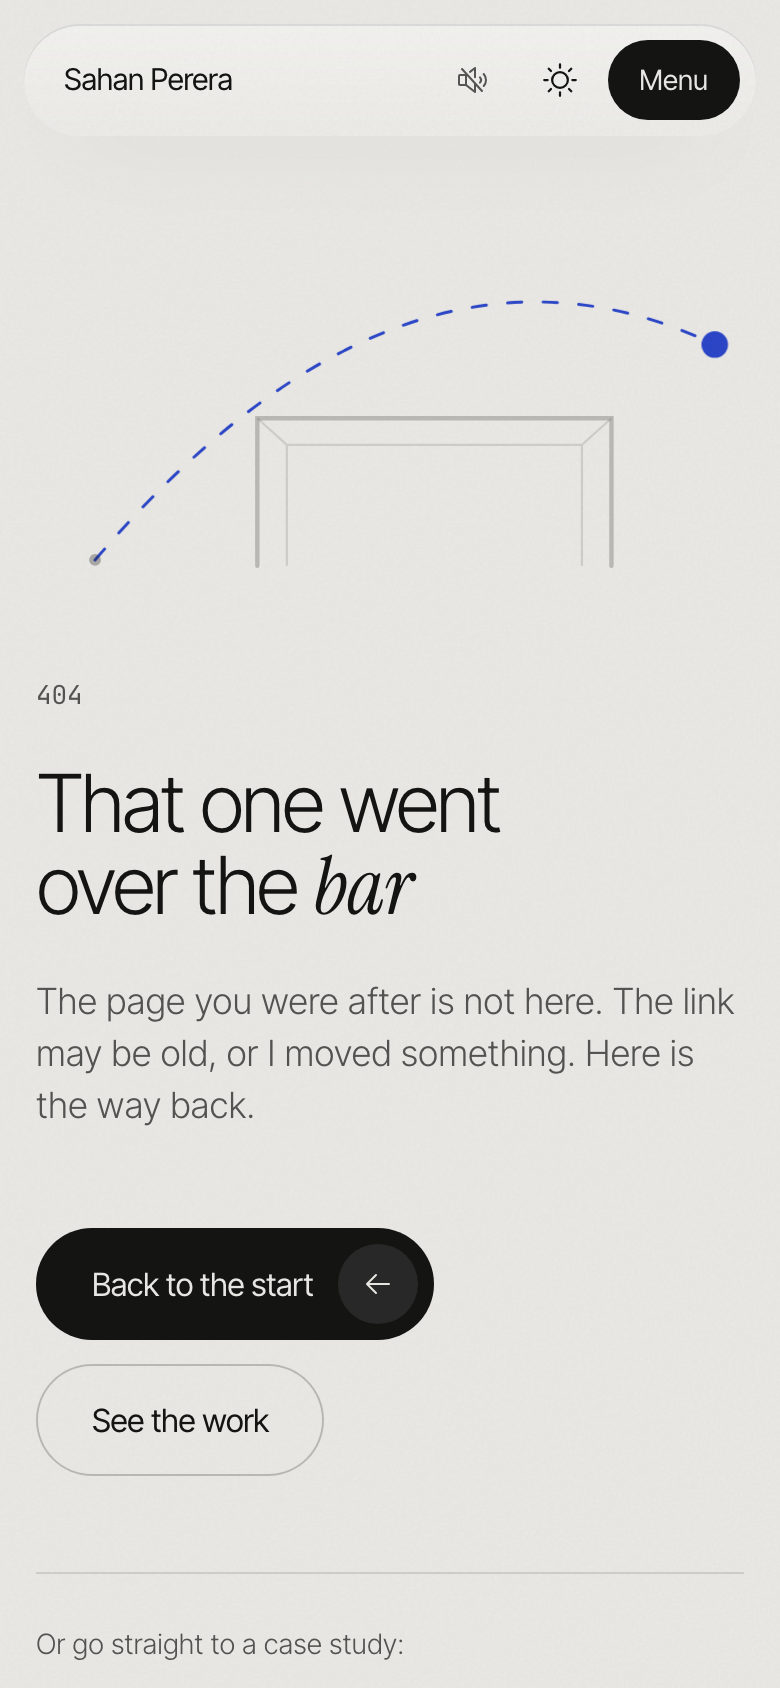 Sahan Perera
Menu
404
That one went
over the bar
The page you were after is not here. The link
may be old, or I moved something. Here is
the way back.
Back to the start
See the work
Or go straight to a case study: